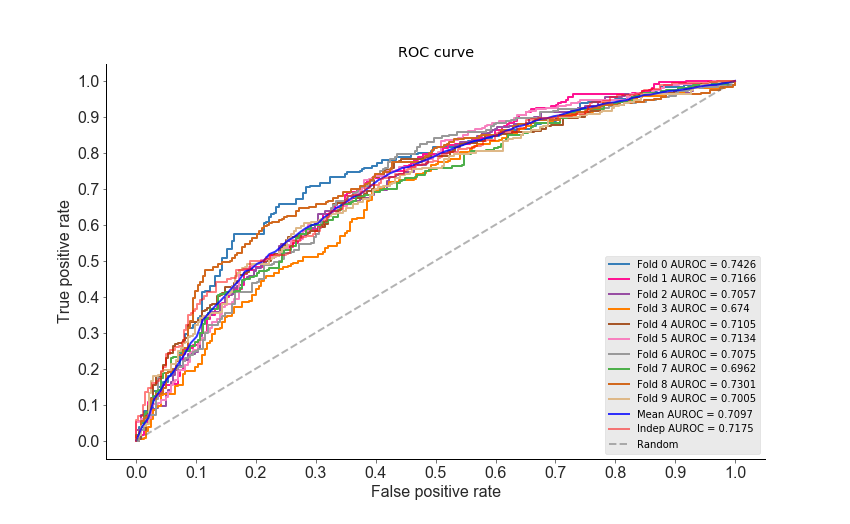 ROC curve
True positive rate
1.0
0.9
0.8
0.7
0.6
0.5
0.4
0.3
0.2
0.1
0.0
0.0 0.1 0.2 0.3 0.4 0.5 0.6 0.7 0.8 0.9 1.0
False positive rate
Fold 0 AUROC = 0.7426
Fold 1 AUROC = 0.7166
Fold 2 AUROC = 0.7057
Fold 3 AUROC = 0.674
Fold 4 AUROC = 0.7105
Fold 5 AUROC = 0.7134
Fold 6 AUROC = 0.7075
Fold 7 AUROC = 0.6962
Fold 8 AUROC = 0.7301
Fold 9 AUROC = 0.7005
Mean AUROC = 0.7097
Indep AUROC = 0.7175
Random